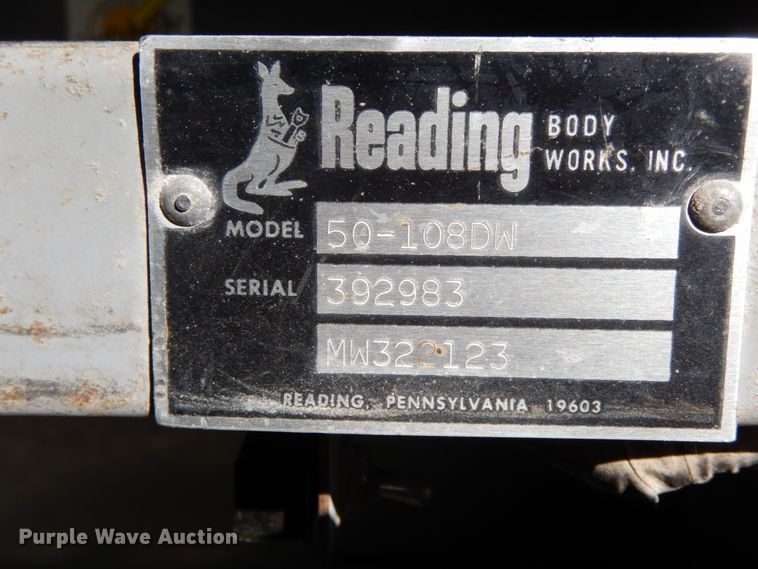 Reading BODY
WORKS, INC.
MODEL 50-108DW
SERIAL 392983
MW322123
READING, PENNSYLVANIA 19603
Purple Wave Auction